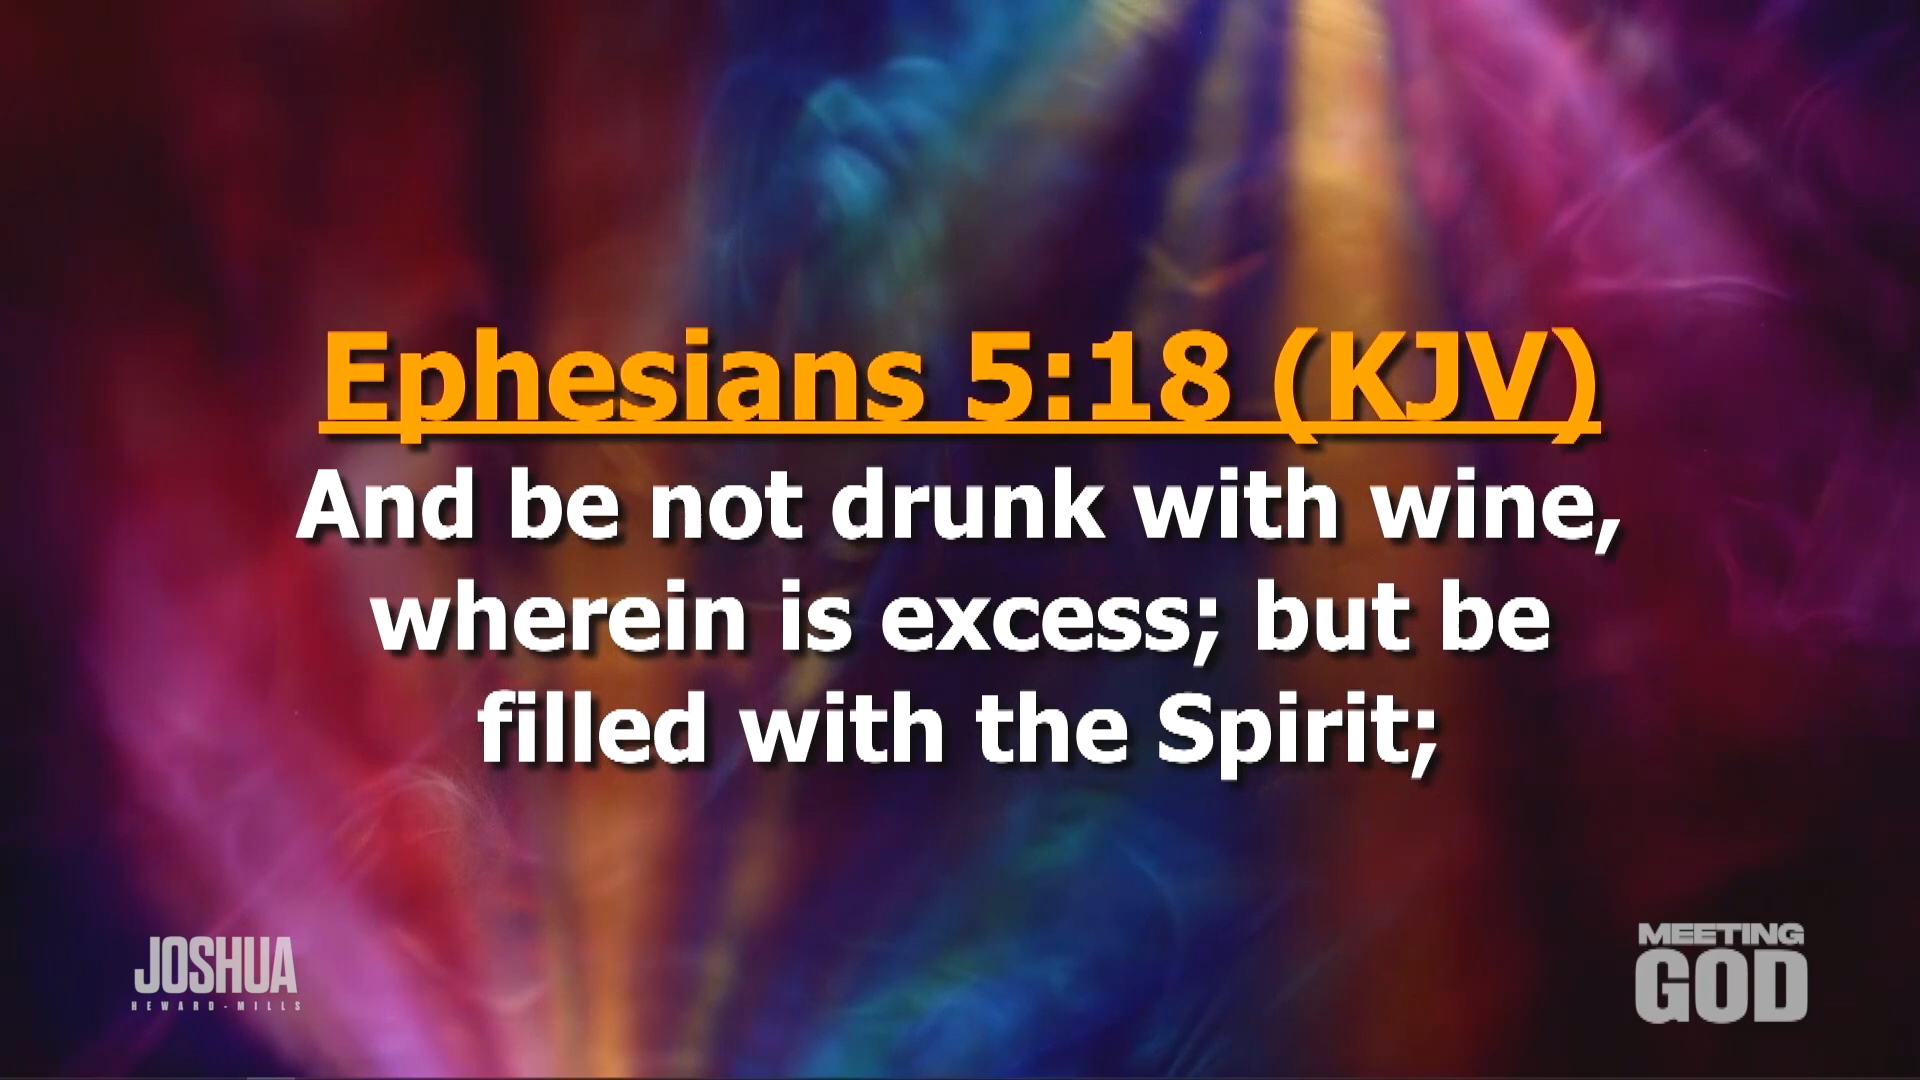 Ephesians 5:18 (KJV)
And be not drunk with wine,
wherein is excess; but be
filled with the Spirit;
JOSHUA
HEWARD-MILLS
MEETING
GOD